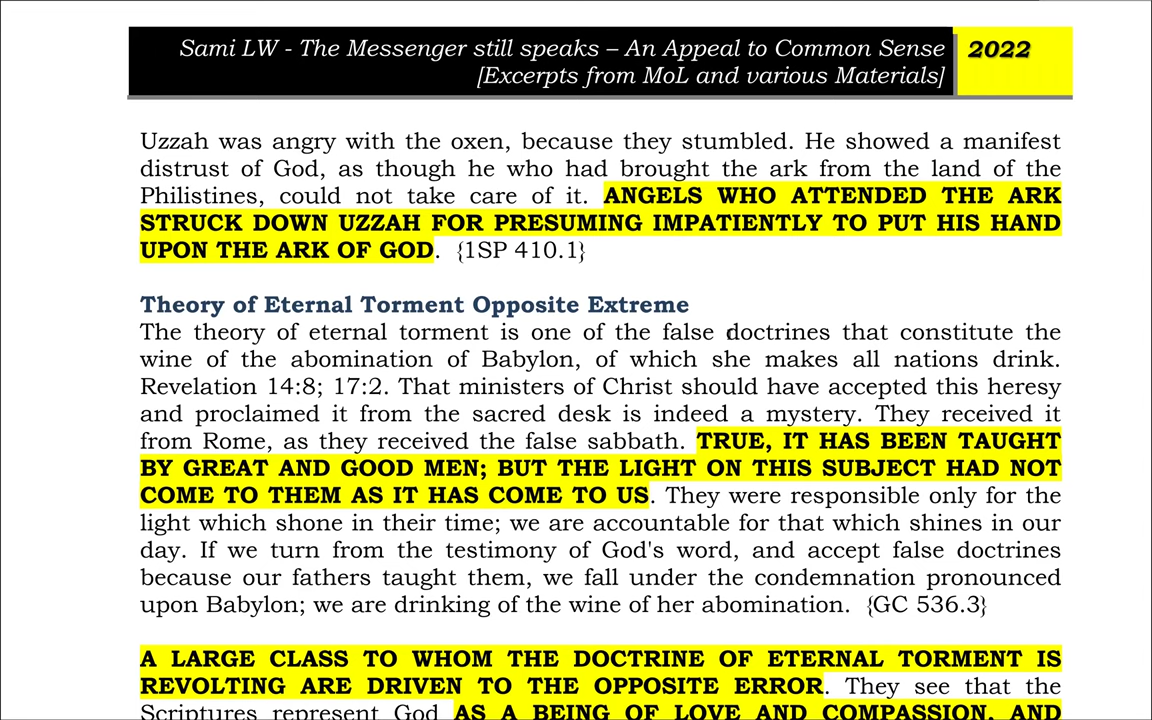 Sami LW - The Messenger still speaks – An Appeal to Common Sense
[Excerpts from MoL and various Materials]
2022
Uzzah was angry with the oxen, because they stumbled. He showed a manifest
distrust of God, as though he who had brought the ark from the land of the
Philistines, could not take care of it. ANGELS WHO ATTENDED THE ARK
STRUCK DOWN UZZAH FOR PRESUMING IMPATIENTLY TO PUT HIS HAND
UPON THE ARK OF GOD. {1SP 410.1}
Theory of Eternal Torment Opposite Extreme
The theory of eternal torment is one of the false doctrines that constitute the
wine of the abomination of Babylon, of which she makes all nations drink.
Revelation 14:8; 17:2. That ministers of Christ should have accepted this heresy
and proclaimed it from the sacred desk is indeed a mystery. They received it
from Rome, as they received the false sabbath. TRUE, IT HAS BEEN TAUGHT
BY GREAT AND GOOD MEN; BUT THE LIGHT ON THIS SUBJECT HAD NOT
COME TO THEM AS IT HAS COME TO US. They were responsible only for the
light which shone in their time; we are accountable for that which shines in our
day. If we turn from the testimony of God's word, and accept false doctrines
because our fathers taught them, we fall under the condemnation pronounced
upon Babylon; we are drinking of the wine of her abomination. {GC 536.3}
A LARGE CLASS TO WHOM THE DOCTRINE OF ETERNAL TORMENT IS
REVOLTING ARE DRIVEN TO THE OPPOSITE ERROR. They see that the
Scriptures represent God AS A BEING OF LOVE AND COMPASSION, AND